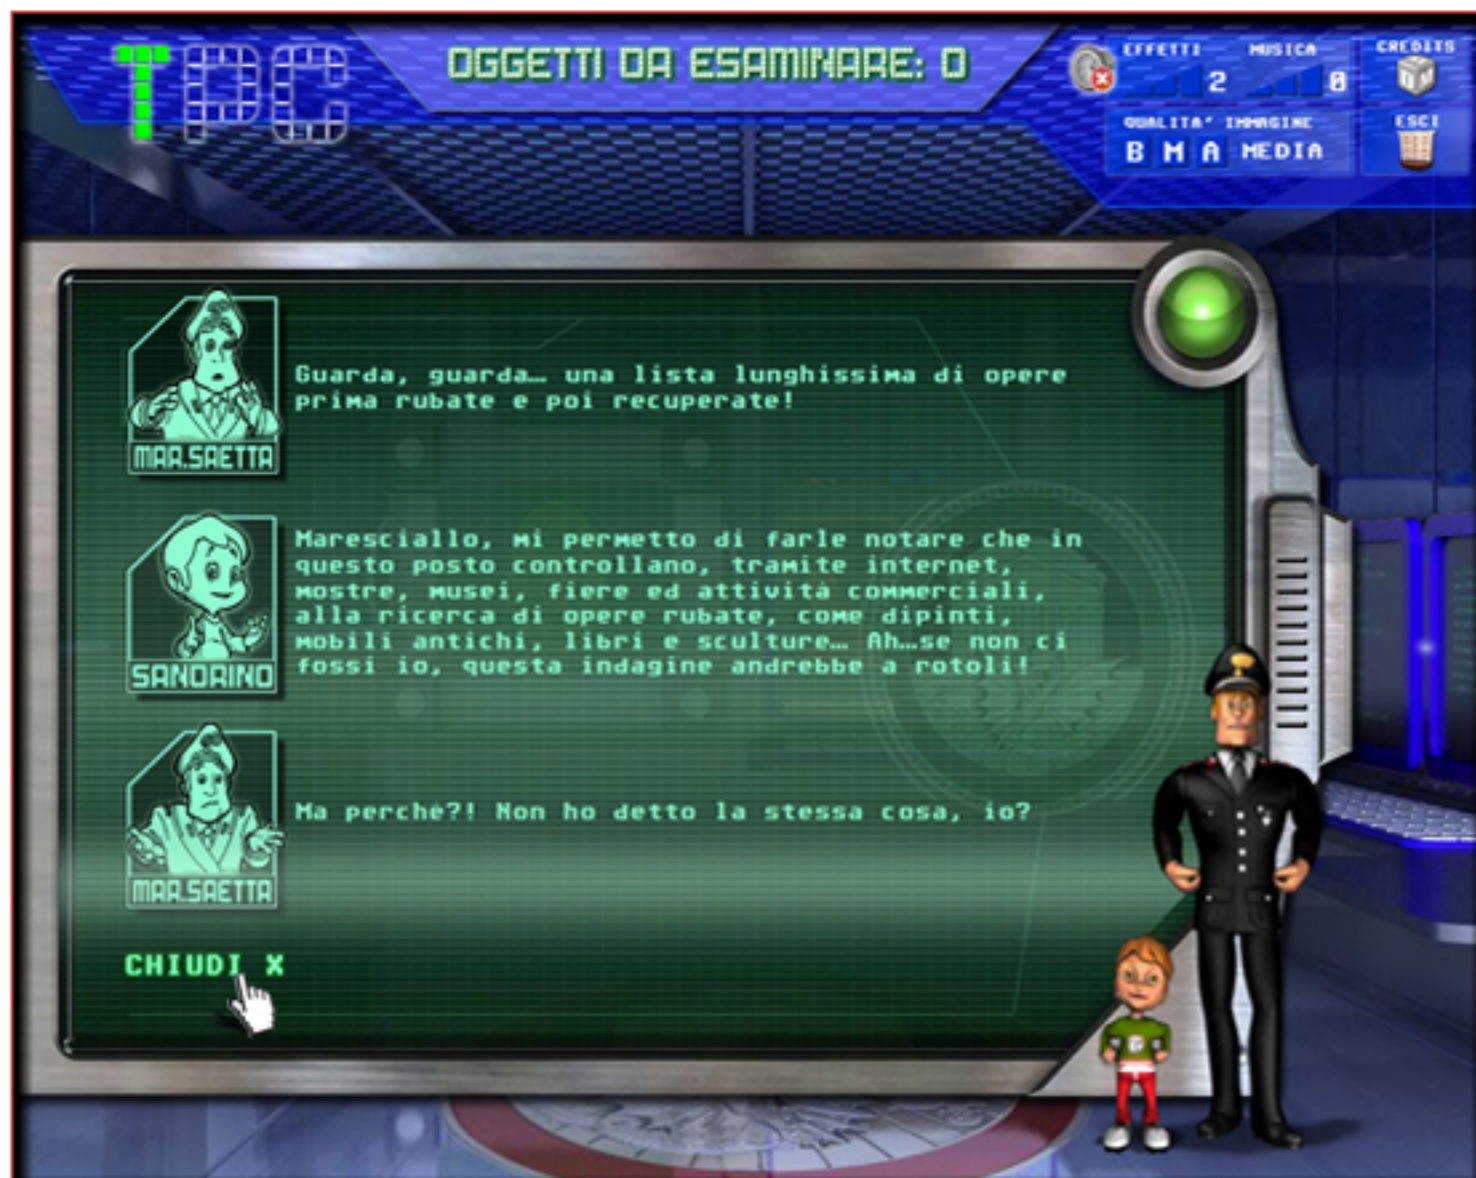 TPC
OGGETTI DA ESAMINARE: 0
EFFETTI
MUSICA
CREDITS
2
0
QUALITA' IMMAGINE
ESCI
B M A MEDIA
Guarda, guarda… una lista lunghissima di opere
prima rubate e poi recuperate!
MAR.SAETTA
Maresciallo, mi permetto di farle notare che in
questo posto controllano, tramite internet,
mostre, musei, fiere ed attività commerciali,
alla ricerca di opere rubate, come dipinti,
mobili antichi, libri e sculture… Ah…se non ci
fossi io, questa indagine andrebbe a rotoli!
SANDRINO
Ma perché?! Non ho detto la stessa cosa, io?
MAR.SAETTA
CHIUDI X